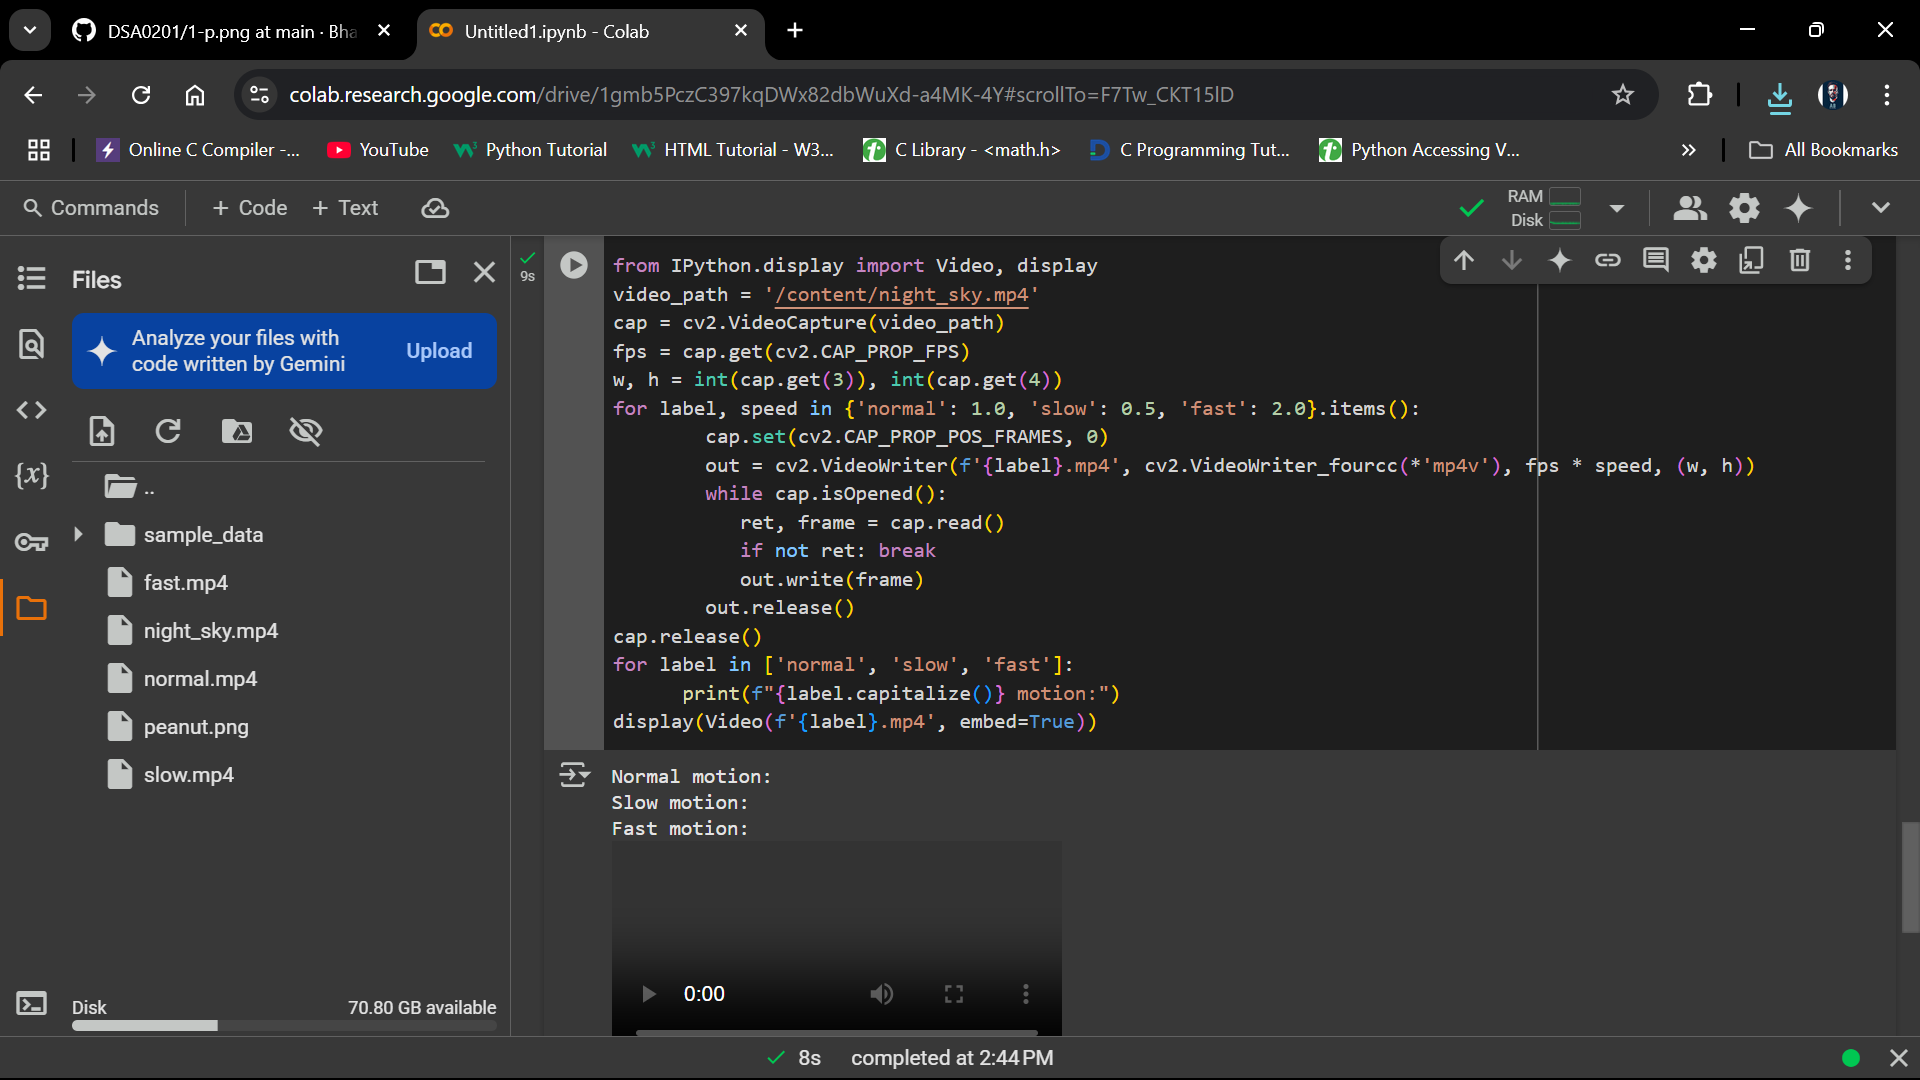 DSA0201/1-p.png at main · Bha
Untitled1.ipynb - Colab
colab.research.google.com/drive/1gmb5PczC397kqDWx82dbWuXd-a4MK-4Y#scrollTo=F7Tw_CKT15lD
Online C Compiler -...
YouTube
Python Tutorial
HTML Tutorial - W3...
C Library - <math.h>
C Programming Tut...
Python Accessing V...
All Bookmarks
Commands
+ Code
+ Text
RAM
Disk
Files
Analyze your files with
code written by Gemini
Upload
..
sample_data
fast.mp4
night_sky.mp4
normal.mp4
peanut.png
slow.mp4
Disk
70.80 GB available
9s
from IPython.display import Video, display
video_path = '/content/night_sky.mp4'
cap = cv2.VideoCapture(video_path)
fps = cap.get(cv2.CAP_PROP_FPS)
w, h = int(cap.get(3)), int(cap.get(4))
for label, speed in {'normal': 1.0, 'slow': 0.5, 'fast': 2.0}.items():
        cap.set(cv2.CAP_PROP_POS_FRAMES, 0)
        out = cv2.VideoWriter(f'{label}.mp4', cv2.VideoWriter_fourcc(*'mp4v'), fps * speed, (w, h))
        while cap.isOpened():
           ret, frame = cap.read()
           if not ret: break
           out.write(frame)
        out.release()
cap.release()
for label in ['normal', 'slow', 'fast']:
      print(f"{label.capitalize()} motion:")
display(Video(f'{label}.mp4', embed=True))
Normal motion:
Slow motion:
Fast motion:
0:00
8s
completed at 2:44 PM